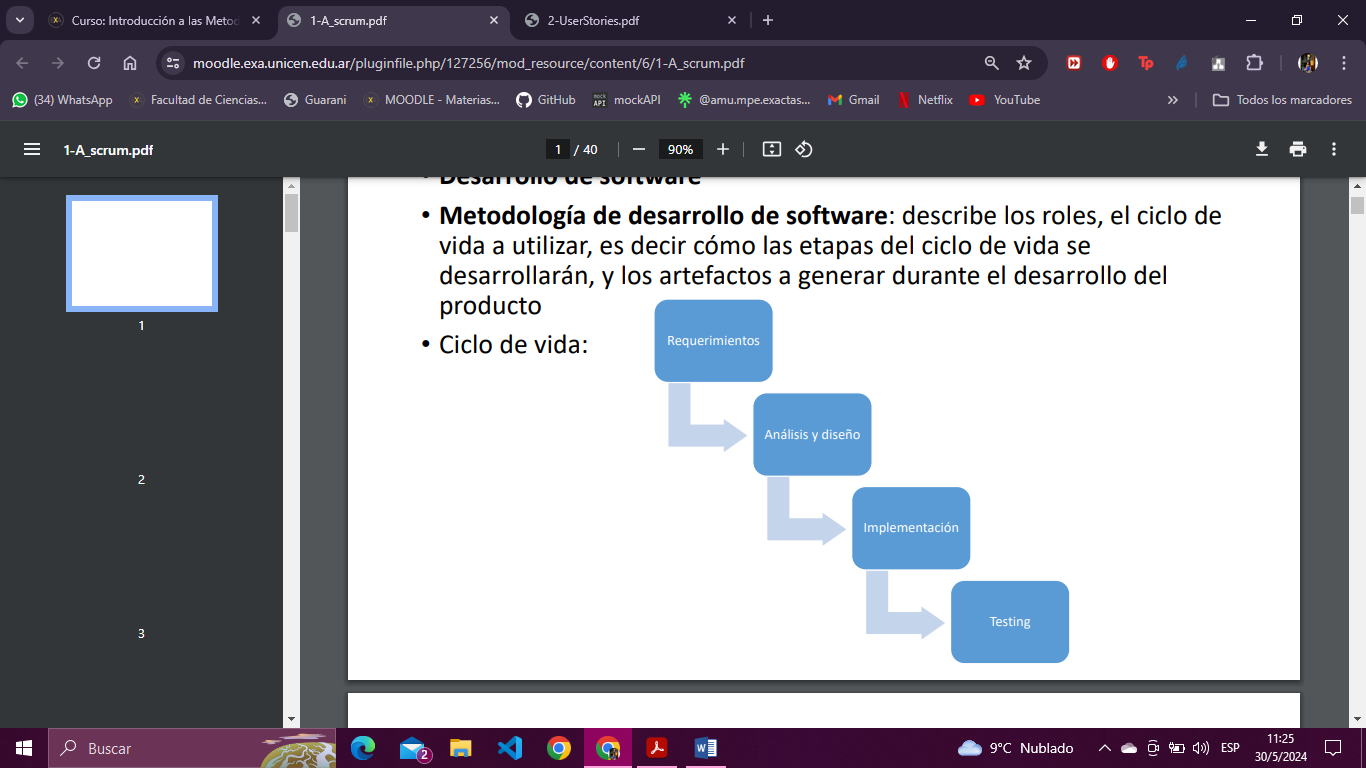 Curso: Introducción a las Metod
1-A_scrum.pdf
2-UserStories.pdf
moodle.exa.unicen.edu.ar/pluginfile.php/127256/mod_resource/content/6/1-A_scrum.pdf
(34) WhatsApp
Facultad de Ciencias...
Guarani
MOODLE - Materias...
GitHub
mock API
mockAPI
@amu.mpe.exactas...
Gmail
Netflix
YouTube
»
Todos los marcadores
1-A_scrum.pdf
1 / 40
90%
1
2
3
• Desarrollo de software
• Metodología de desarrollo de software: describe los roles, el ciclo de
vida a utilizar, es decir cómo las etapas del ciclo de vida se
desarrollarán, y los artefactos a generar durante el desarrollo del
producto
• Ciclo de vida:
Requerimientos
Análisis y diseño
Implementación
Testing
Buscar
2
9°C Nublado
ESP
11:25
30/5/2024